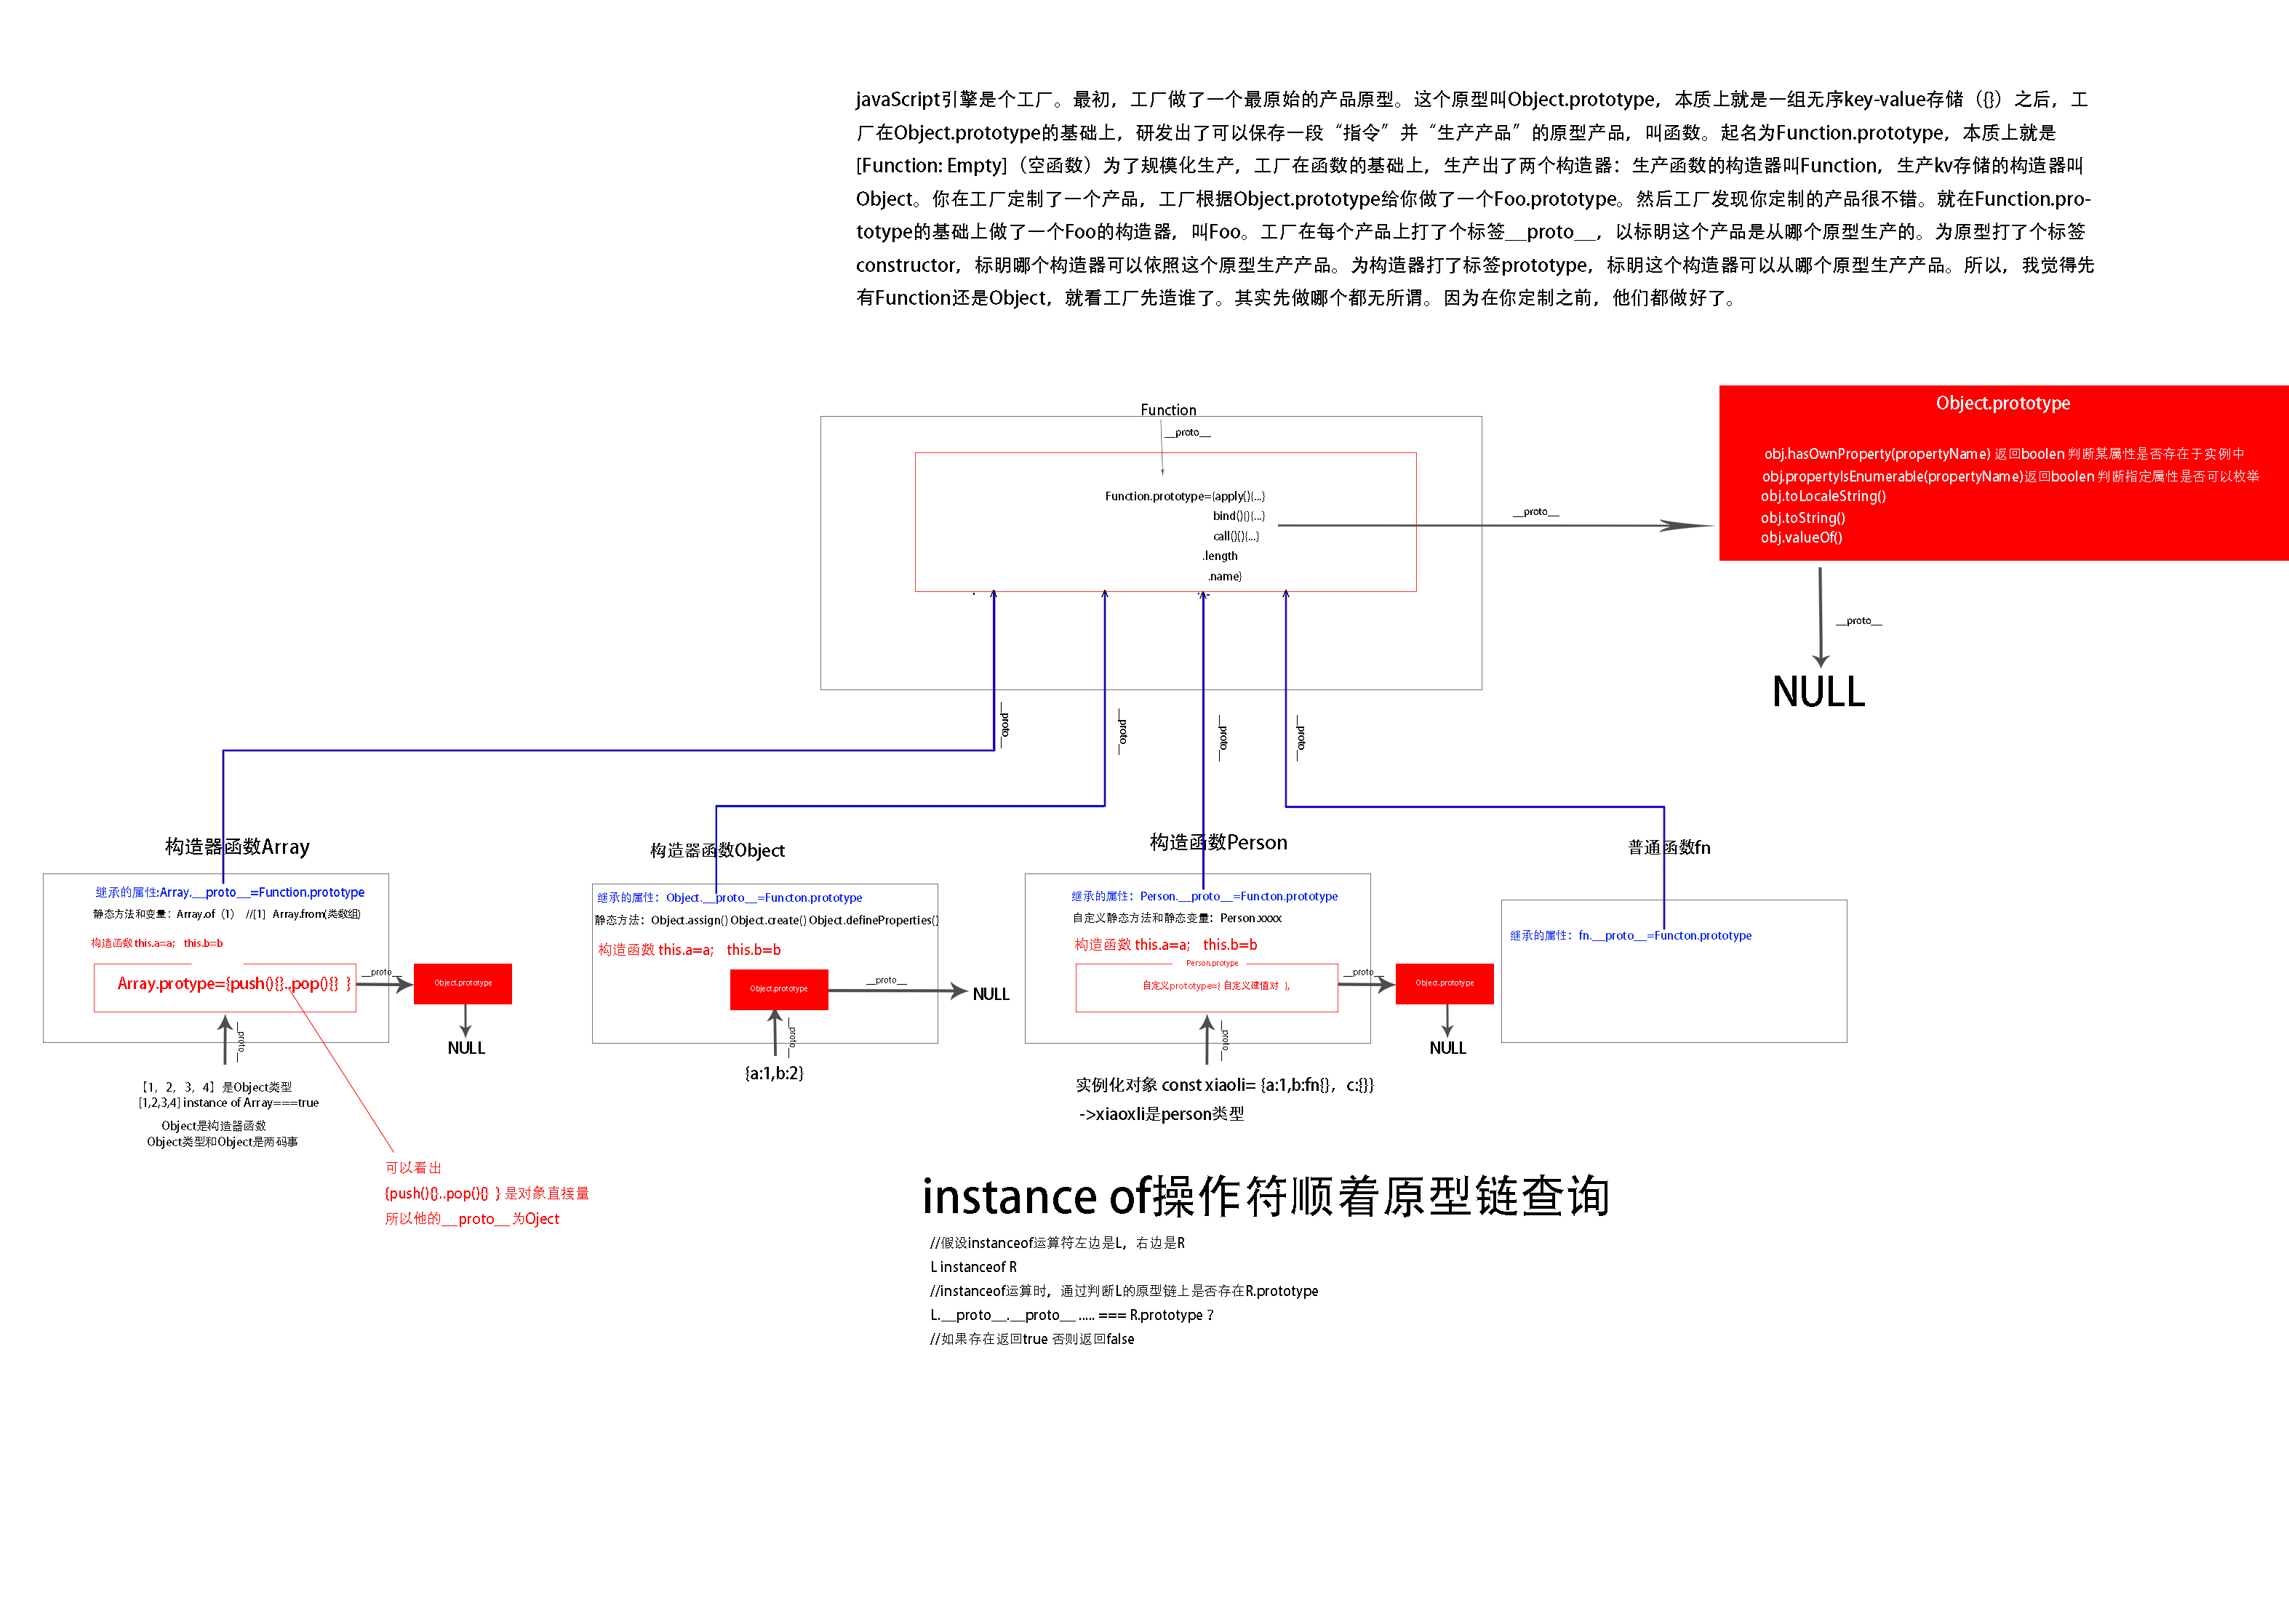 javaScript引擎是个工厂。最初，工厂做了一个最原始的产品原型。这个原型叫Object.prototype，本质上就是一组无序key-value存储（{}）之后，工
厂在Object.prototype的基础上，研发出了可以保存一段“指令”并“生产产品”的原型产品，叫函数。起名为Function.prototype，本质上就是
[Function: Empty]（空函数）为了规模化生产，工厂在函数的基础上，生产出了两个构造器：生产函数的构造器叫Function，生产kv存储的构造器叫
Object。你在工厂定制了一个产品，工厂根据Object.prototype给你做了一个Foo.prototype。然后工厂发现你定制的产品很不错。就在Function.pro-
totype的基础上做了一个Foo的构造器，叫Foo。工厂在每个产品上打了个标签__proto__，以标明这个产品是从哪个原型生产的。为原型打了个标签
constructor，标明哪个构造器可以依照这个原型生产产品。为构造器打了标签prototype，标明这个构造器可以从哪个原型生产产品。所以，我觉得先
有Function还是Object，就看工厂先造谁了。其实先做哪个都无所谓。因为在你定制之前，他们都做好了。
Function
__proto__
Function.prototype={apply(){...}
bind(){}{...}
call()(){...}
.length
.name}
__proto__
Object.prototype
obj.hasOwnProperty(propertyName) 返回boolen 判断某属性是否存在于实例中
obj.propertyIsEnumerable(propertyName)返回boolen 判断指定属性是否可以枚举
obj.toLocaleString()
obj.toString()
obj.valueOf()
__proto__
NULL
__proto__
__proto__
__proto__
__proto__
构造器函数Array
继承的属性:Array.__proto__=Function.prototype
静态方法和变量：Array.of（1） //[1] Array.from(类数组)
构造函数 this.a=a； this.b=b
Array.protype={push(){}..pop(){} }
__proto__
Object.prototype
NULL
__proto__
【1，2，3，4】是Object类型
[1,2,3,4] instance of Array===true
Object是构造器函数
Object类型和Object是两码事
可以看出
{push(){}..pop(){} } 是对象直接量
所以他的__proto__为Oject
构造器函数Object
继承的属性：Object.__proto__=Functon.prototype
静态方法：Object.assign() Object.create() Object.defineProperties()
构造函数 this.a=a； this.b=b
Object.prototype
__proto__
NULL
__proto__
{a:1,b:2}
构造函数Person
继承的属性：Person.__proto__=Functon.prototype
自定义静态方法和静态变量：Person.xxxx
构造函数 this.a=a； this.b=b
Person.protype
自定义prototype={ 自定义键值对 },
__proto__
Object.prototype
NULL
__proto__
实例化对象 const xiaoli= {a:1,b:fn{}，c:{}}
->xiaoxli是person类型
普通函数fn
继承的属性：fn.__proto__=Functon.prototype
instance of操作符顺着原型链查询
//假设instanceof运算符左边是L，右边是R
L instanceof R
//instanceof运算时，通过判断L的原型链上是否存在R.prototype
L.__proto__.__proto__ ..... === R.prototype ？
//如果存在返回true 否则返回false